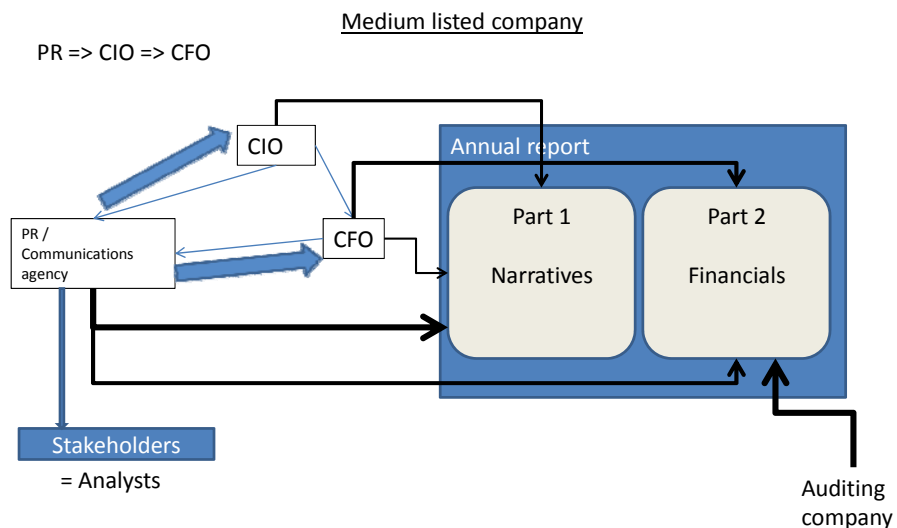 Medium listed company
PR => CIO => CFO
CIO
Annual report
CFO
Part 1
Narratives
Part 2
Financials
PR /
Communications
agency
Stakeholders
= Analysts
Auditing
company